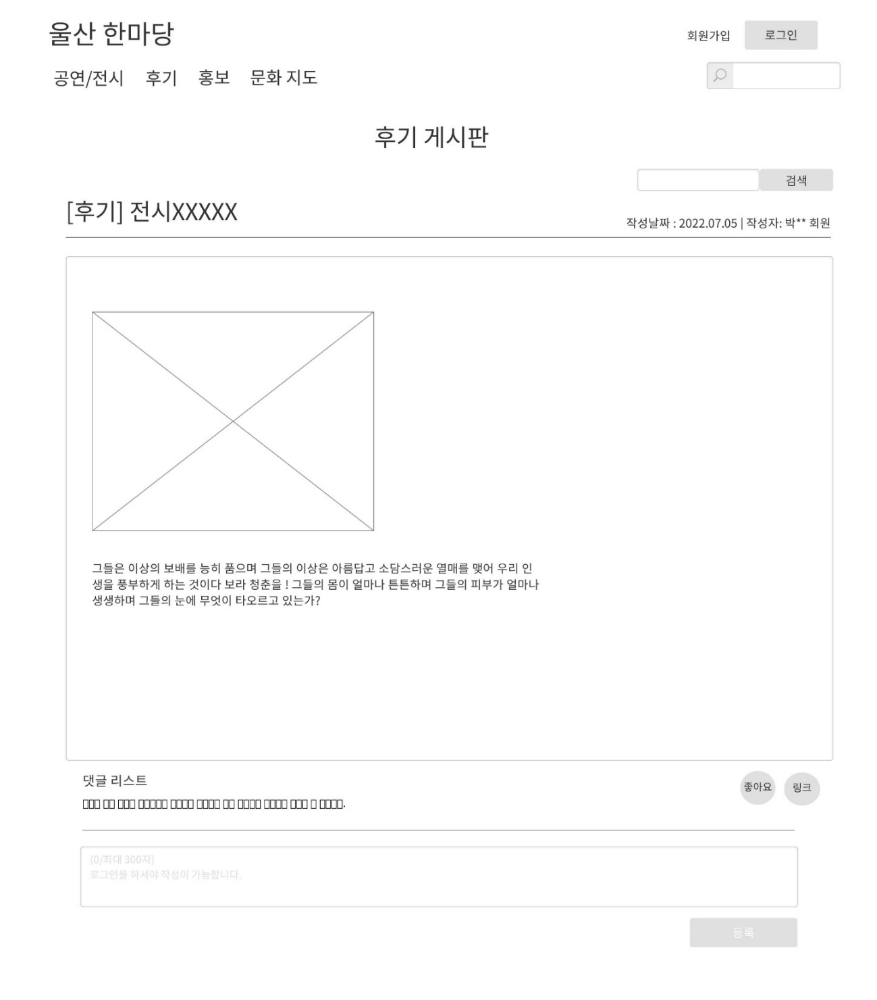 울산 한마당
회원가입
로그인
공연/전시 후기 홍보 문화 지도
후기 게시판
검색
[후기] 전시XXXXX
작성날짜 : 2022.07.05 | 작성자: 박** 회원
그들은 이상의 보배를 능히 품으며 그들의 이상은 아름답고 소담스러운 열매를 맺어 우리 인
생을 풍부하게 하는 것이다 보라 청춘을 ! 그들의 몸이 얼마나 튼튼하며 그들의 피부가 얼마나
생생하며 그들의 눈에 무엇이 타오르고 있는가?
댓글 리스트
좋아요
링크
(0/최대 300자)
로그인을 하셔야 작성이 가능합니다.
등록